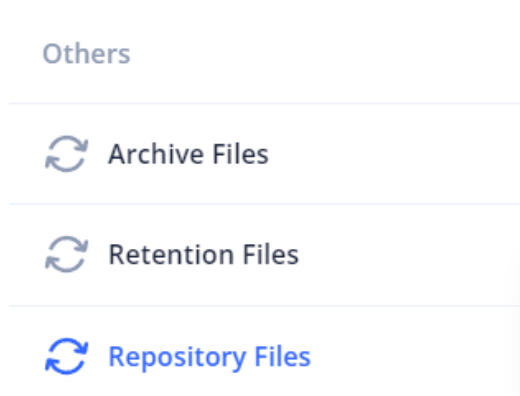 Others
Archive Files
Retention Files
Repository Files